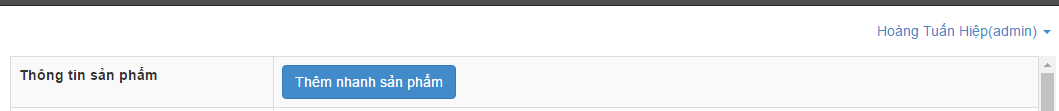 Hoàng Tuấn Hiệp(admin)
Thông tin sản phẩm
Thêm nhanh sản phẩm